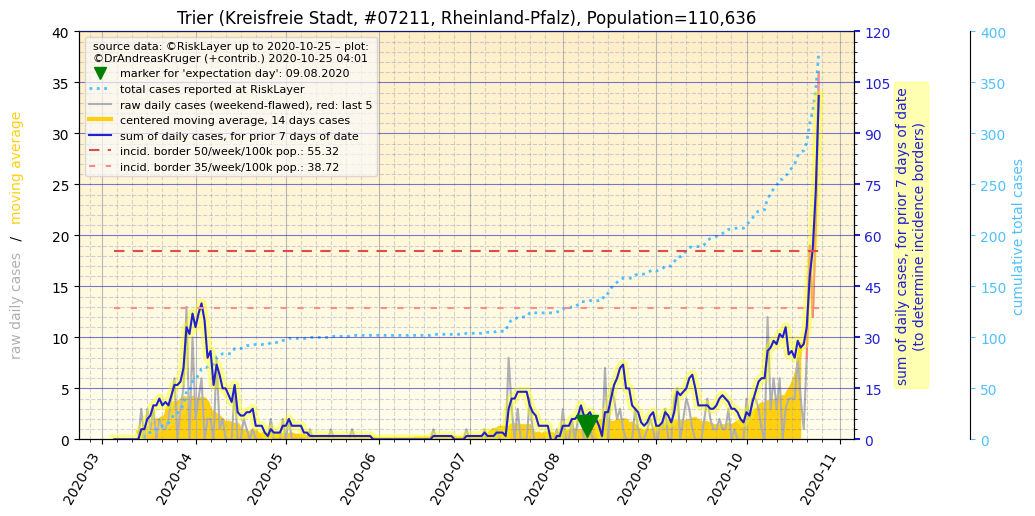 Trier (Kreisfreie Stadt, #07211, Rheinland-Pfalz), Population=110,636
source data: ©RiskLayer up to 2020-10-25 – plot:
©DrAndreasKruger (+contrib.) 2020-10-25 04:01
marker for 'expectation day': 09.08.2020
total cases reported at RiskLayer
raw daily cases (weekend-flawed), red: last 5
centered moving average, 14 days cases
sum of daily cases, for prior 7 days of date
incid. border 50/week/100k pop.: 55.32
incid. border 35/week/100k pop.: 38.72
raw daily cases / moving average
40
35
30
25
20
15
10
5
0
120
105
90
75
60
45
30
15
0
sum of daily cases, for prior 7 days of date
(to determine incidence borders)
400
350
300
250
200
150
100
50
0
cumulative total cases
2020-03
2020-04
2020-05
2020-06
2020-07
2020-08
2020-09
2020-10
2020-11